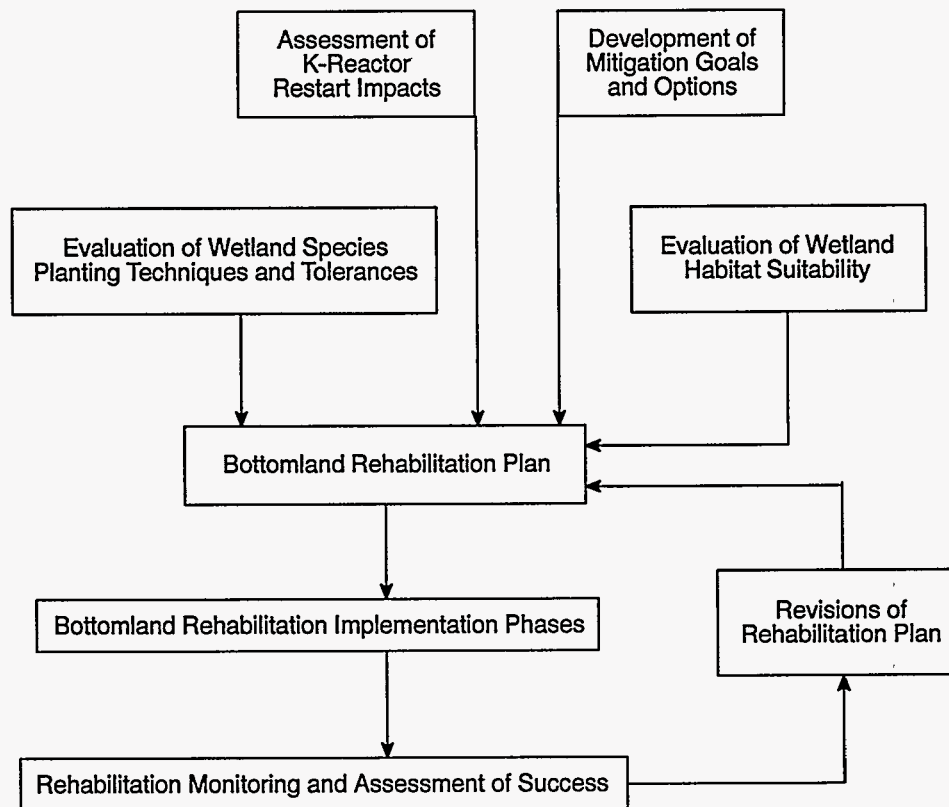 Assessment of
K-Reactor
Restart Impacts
Development of
Mitigation Goals
and Options
Evaluation of Wetland Species
Planting Techniques and Tolerances
Evaluation of Wetland
Habitat Suitability
Bottomland Rehabilitation Plan
Bottomland Rehabilitation Implementation Phases
Revisions of
Rehabilitation Plan
Rehabilitation Monitoring and Assessment of Success